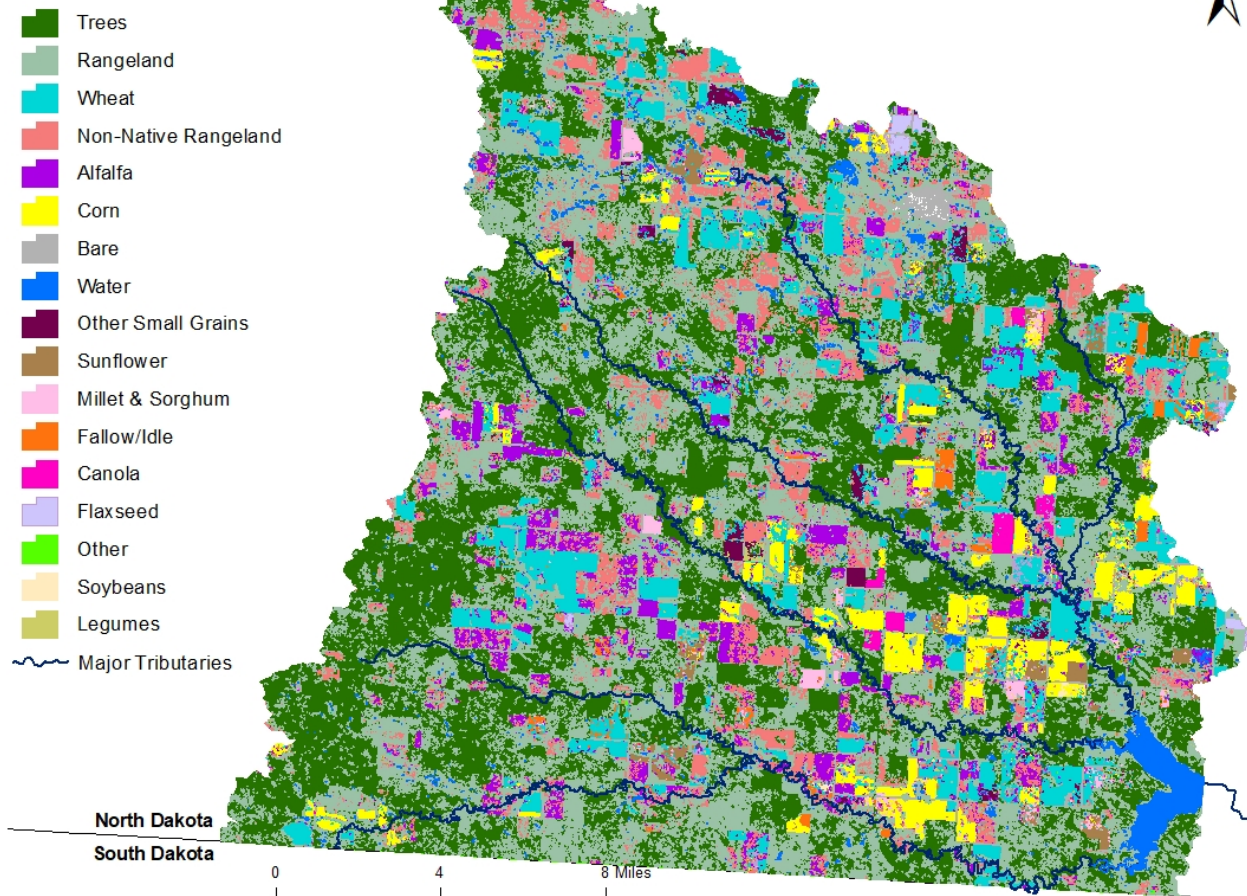 Trees
Rangeland
Wheat
Non-Native Rangeland
Alfalfa
Corn
Bare
Water
Other Small Grains
Sunflower
Millet & Sorghum
Fallow/Idle
Canola
Flaxseed
Other
Soybeans
Legumes
Major Tributaries
North Dakota
South Dakota
0 4 8 Miles